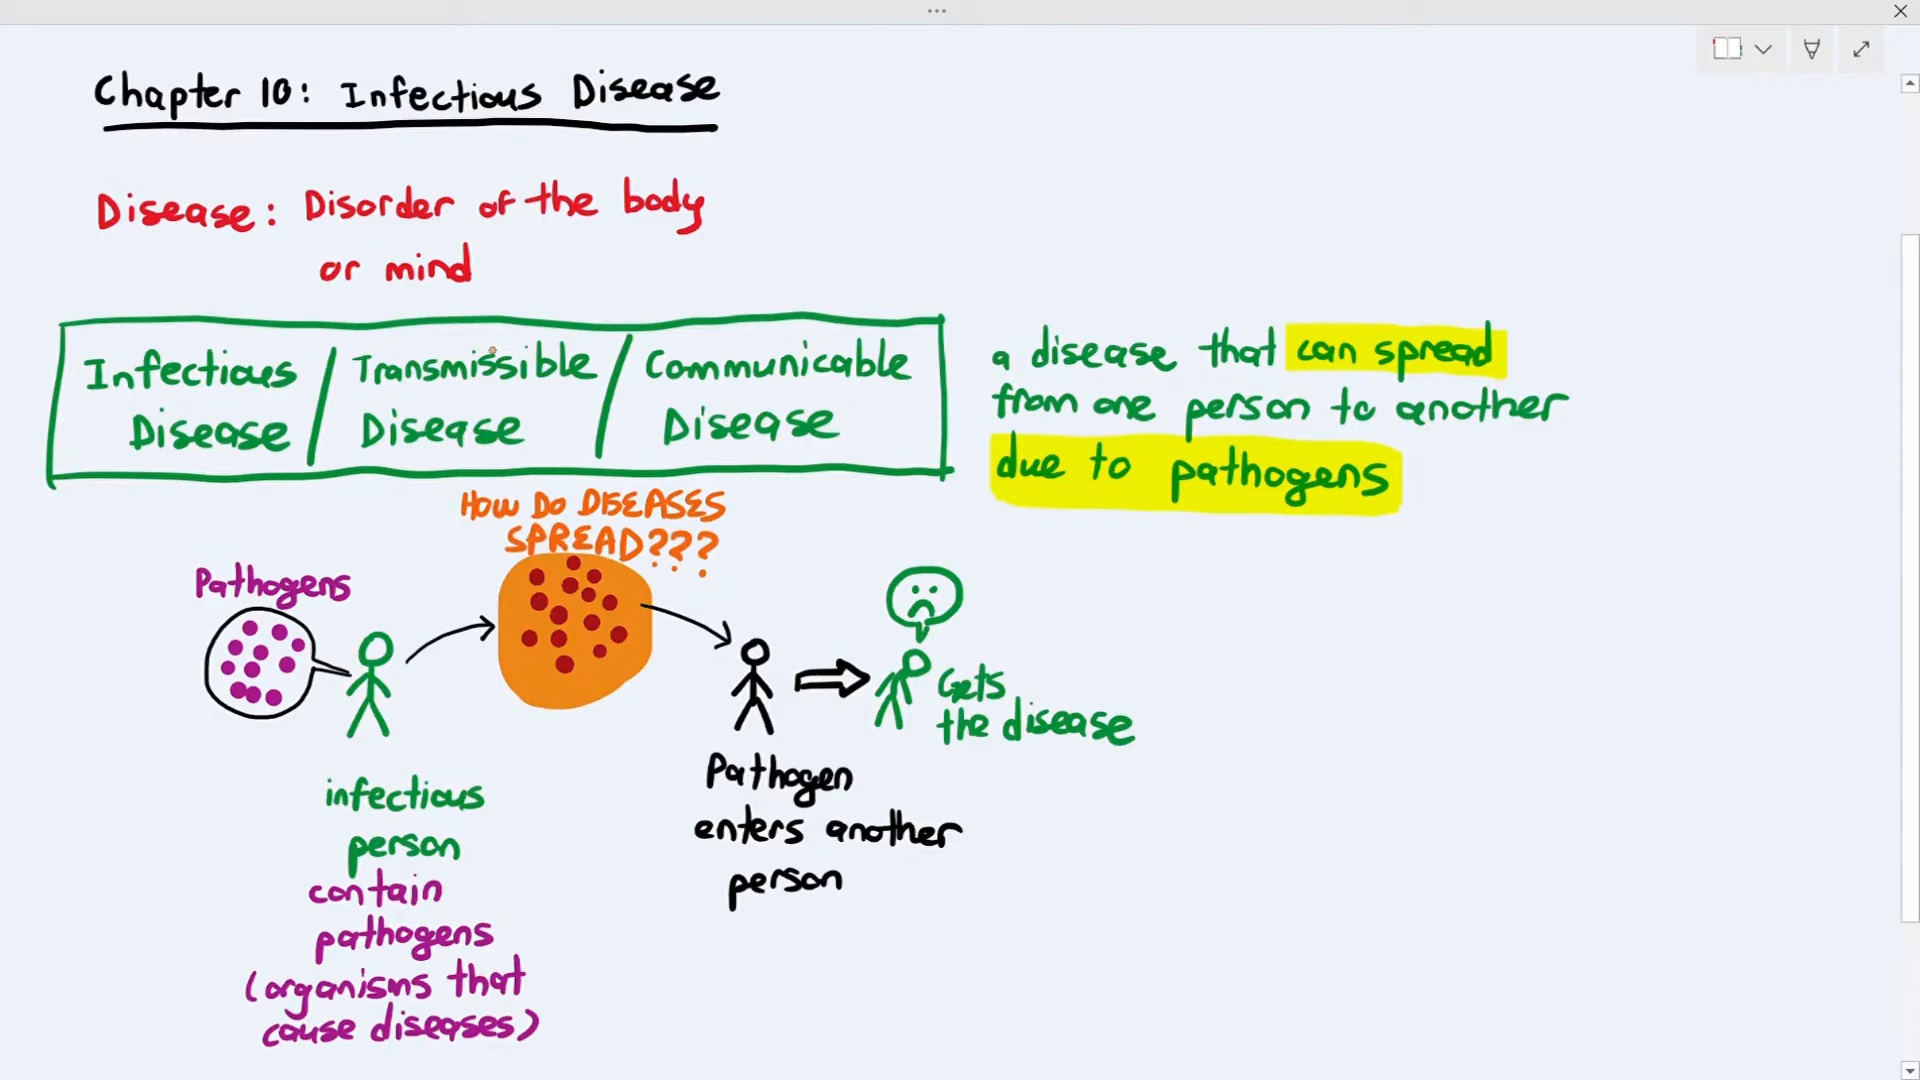 Chapter 10: Infectious Disease
Disease: Disorder of the body
or mind
Infectious / Transmissible / Communicable
Disease Disease Disease
a disease that can spread
from one person to another
due to pathogens
HOW DO DISEASES
SPREAD???
Pathogens
Gets
the disease
infectious
person
contain
pathogens
(organisms that
cause diseases)
Pathogen
enters another
person